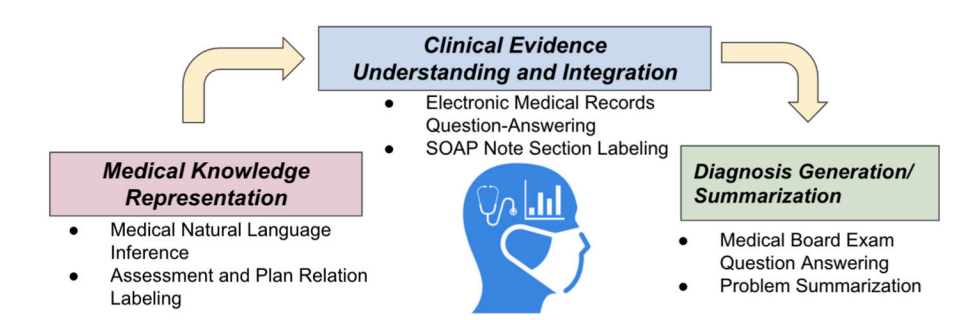 Clinical Evidence
Understanding and Integration
● Electronic Medical Records
Question-Answering
● SOAP Note Section Labeling
Medical Knowledge
Representation
● Medical Natural Language
Inference
● Assessment and Plan Relation
Labeling
Diagnosis Generation/
Summarization
● Medical Board Exam
Question Answering
● Problem Summarization